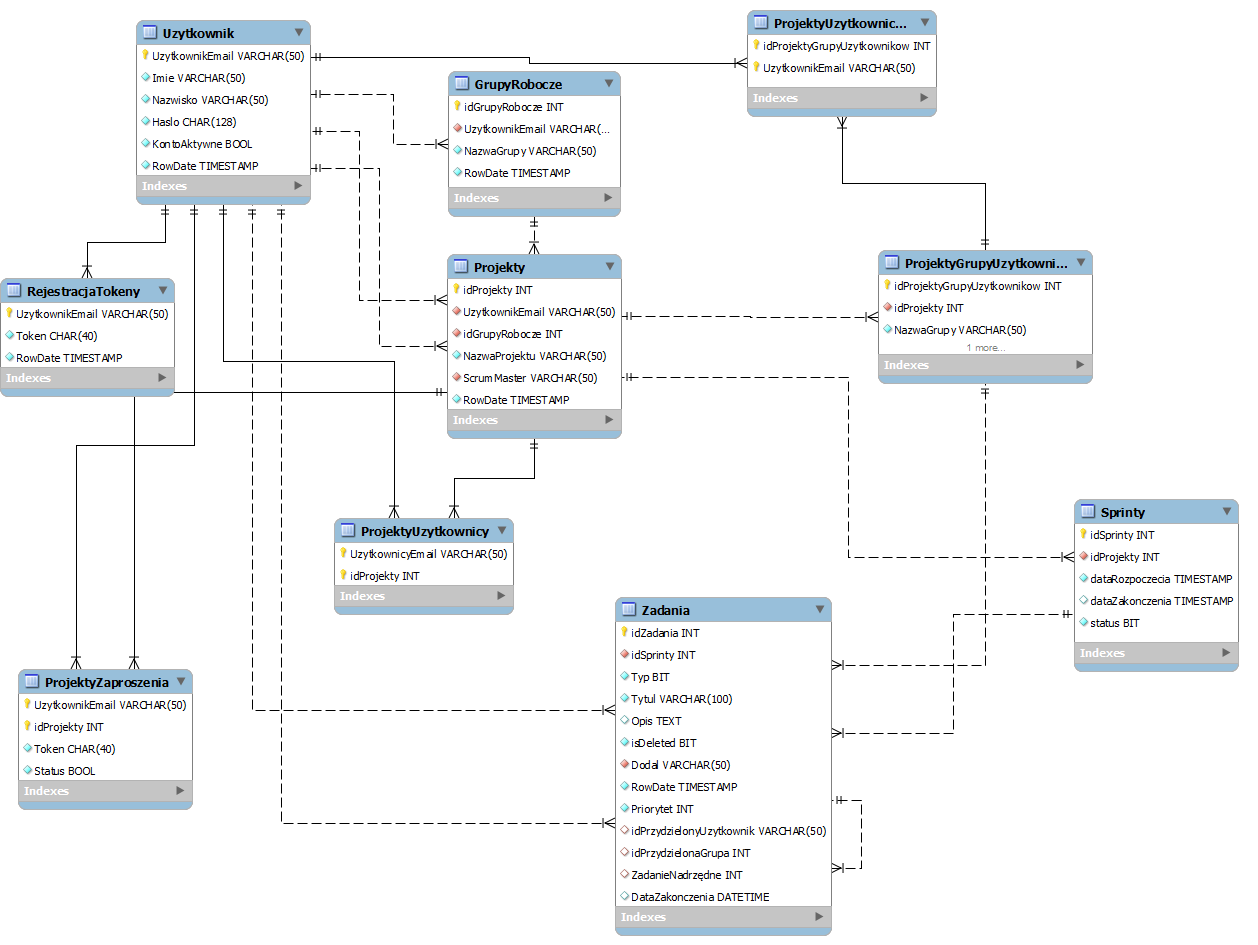 Uzytkownik
UzytkownikEmail VARCHAR(50)
Imie VARCHAR(50)
Nazwisko VARCHAR(50)
Haslo CHAR(128)
KontoAktywne BOOL
RowDate TIMESTAMP
Indexes
ProjektyUzytkownic...
idProjektyGrupyUzytkownikow INT
UzytkownikEmail VARCHAR(50)
Indexes
GrupyRobocze
idGrupyRobocze INT
UzytkownikEmail VARCHAR(...
NazwaGrupy VARCHAR(50)
RowDate TIMESTAMP
Indexes
RejestracjaTokeny
UzytkownikEmail VARCHAR(50)
Token CHAR(40)
RowDate TIMESTAMP
Indexes
Projekty
idProjekty INT
UzytkownikEmail VARCHAR(50)
idGrupyRobocze INT
NazwaProjektu VARCHAR(50)
ScrumMaster VARCHAR(50)
RowDate TIMESTAMP
Indexes
ProjektyGrupyUzytkowni...
idProjektyGrupyUzytkownikow INT
idProjekty INT
NazwaGrupy VARCHAR(50)
1 more...
Indexes
ProjektyUzytkownicy
UzytkownicyEmail VARCHAR(50)
idProjekty INT
Indexes
Sprinty
idSprinty INT
idProjekty INT
dataRozpoczecia TIMESTAMP
dataZakonczenia TIMESTAMP
status BIT
Indexes
ProjektyZaproszenia
UzytkownikEmail VARCHAR(50)
idProjekty INT
Token CHAR(40)
Status BOOL
Indexes
Zadania
idZadania INT
idSprinty INT
Typ BIT
Tytul VARCHAR(100)
Opis TEXT
isDeleted BIT
Dodal VARCHAR(50)
RowDate TIMESTAMP
Priorytet INT
idPrzydzielonyUzytkownik VARCHAR(50)
idPrzydzielonaGrupa INT
ZadanieNadrzędne INT
DataZakonczenia DATETIME
Indexes